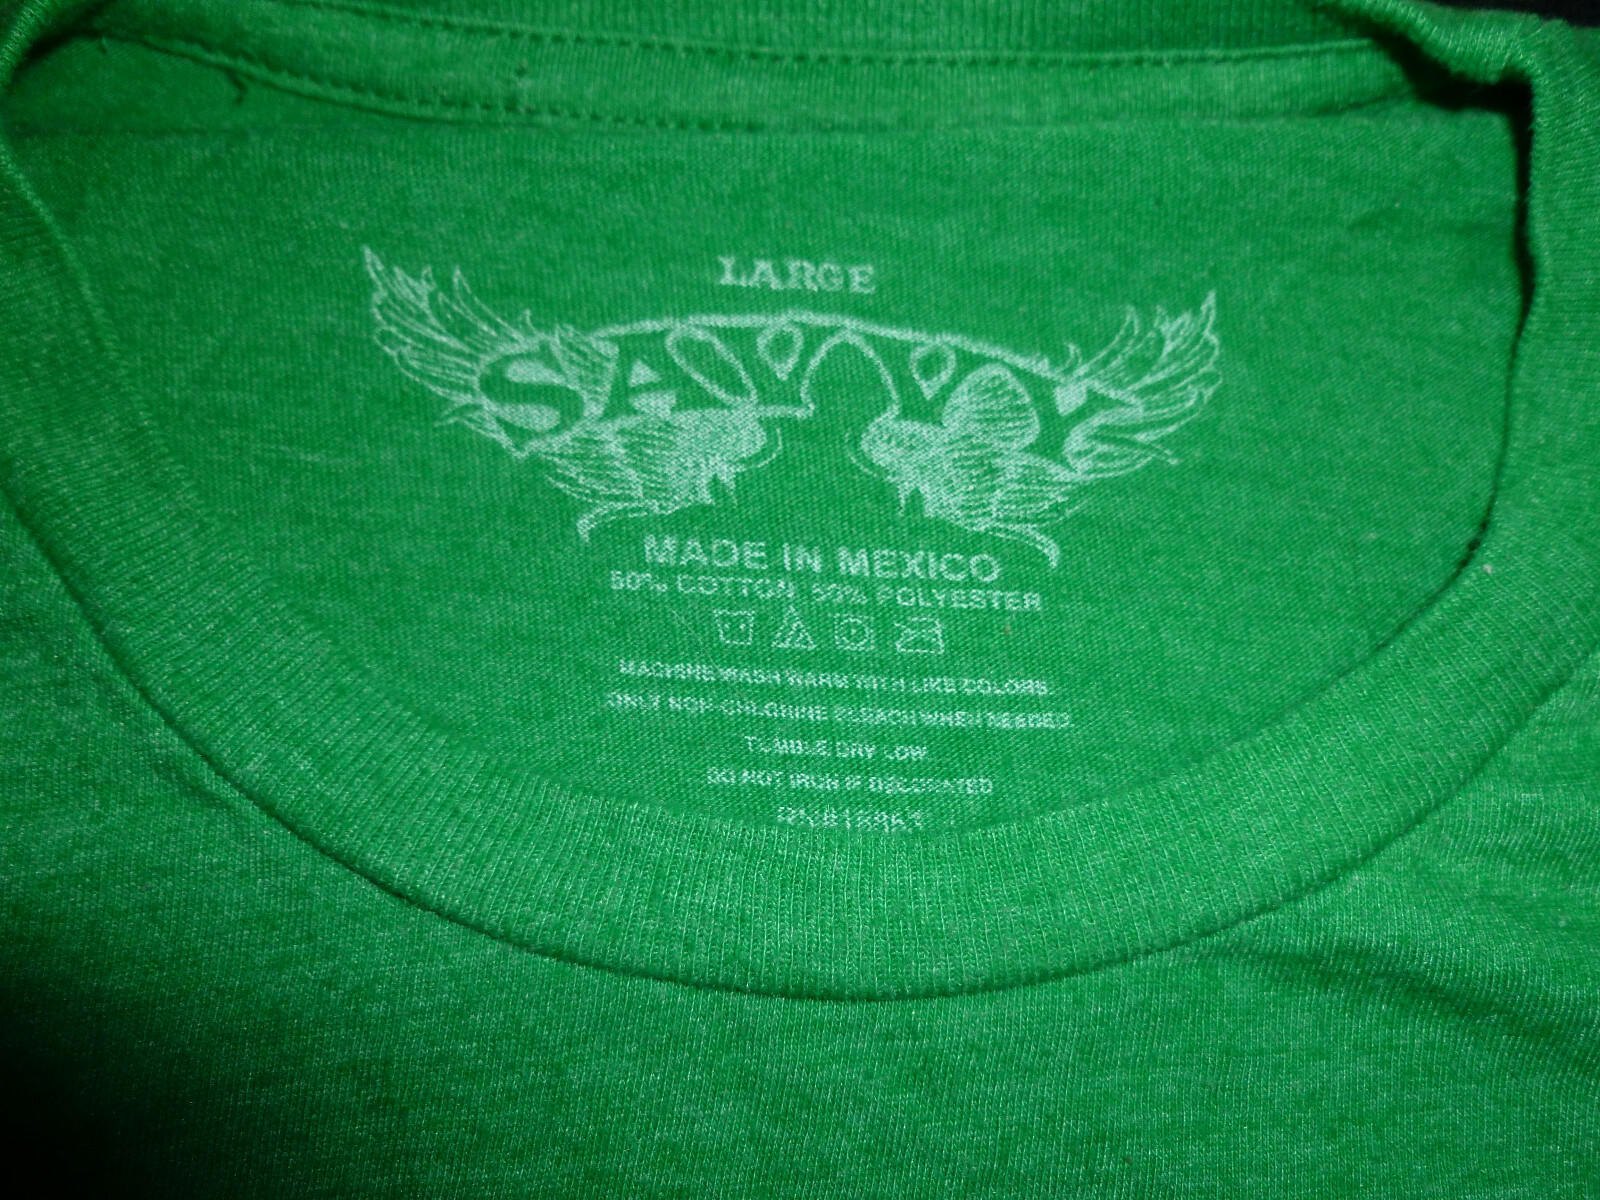 LARGE
SAVVY
MADE IN MEXICO
50% COTTON 50% POLYESTER
MACHINE WASH WARM WITH LIKE COLORS.
ONLY NON-CHLORINE BLEACH WHEN NEEDED.
TUMBLE DRY LOW
DO NOT IRON IF DECORATED